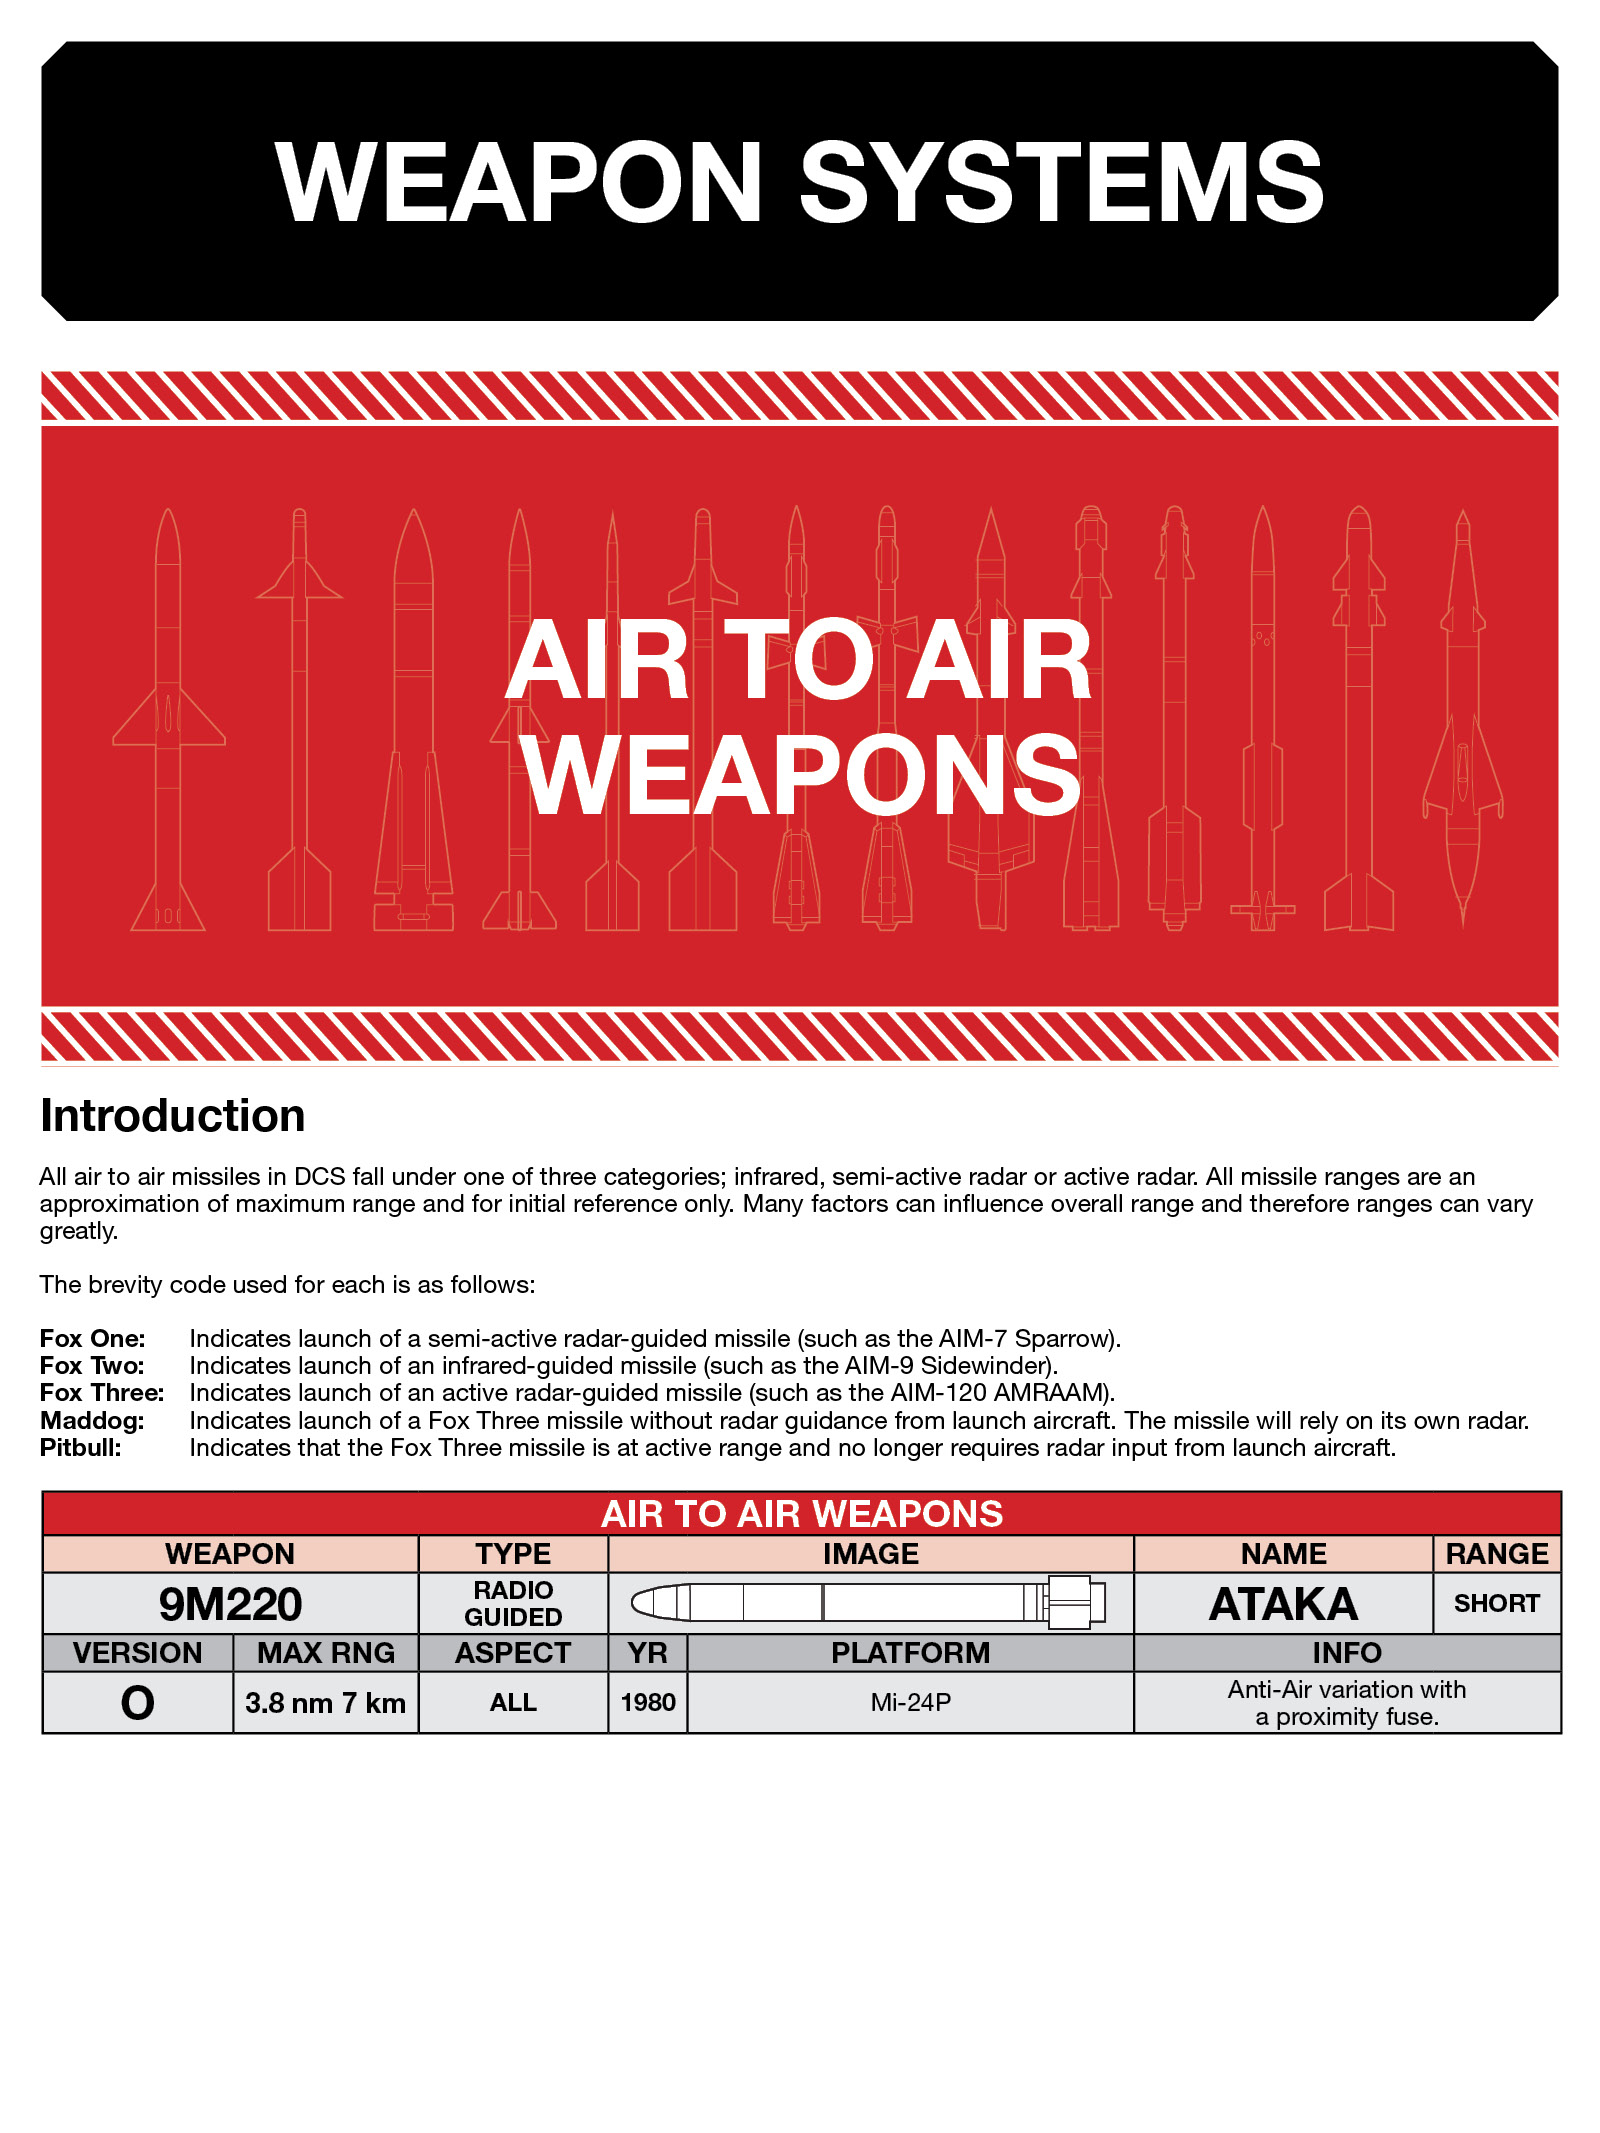 WEAPON SYSTEMS
AIR TO AIR
WEAPONS
Introduction
All air to air missiles in DCS fall under one of three categories; infrared, semi-active radar or active radar. All missile ranges are an
approximation of maximum range and for initial reference only. Many factors can influence overall range and therefore ranges can vary
greatly.
The brevity code used for each is as follows:
Fox One: Indicates launch of a semi-active radar-guided missile (such as the AIM-7 Sparrow).
Fox Two: Indicates launch of an infrared-guided missile (such as the AIM-9 Sidewinder).
Fox Three: Indicates launch of an active radar-guided missile (such as the AIM-120 AMRAAM).
Maddog: Indicates launch of a Fox Three missile without radar guidance from launch aircraft. The missile will rely on its own radar.
Pitbull: Indicates that the Fox Three missile is at active range and no longer requires radar input from launch aircraft.
AIR TO AIR WEAPONS
WEAPON TYPE IMAGE NAME RANGE
9M220 RADIO GUIDED ATAKA SHORT
VERSION MAX RNG ASPECT YR PLATFORM INFO
O 3.8 nm 7 km ALL 1980 Mi-24P Anti-Air variation with
a proximity fuse.